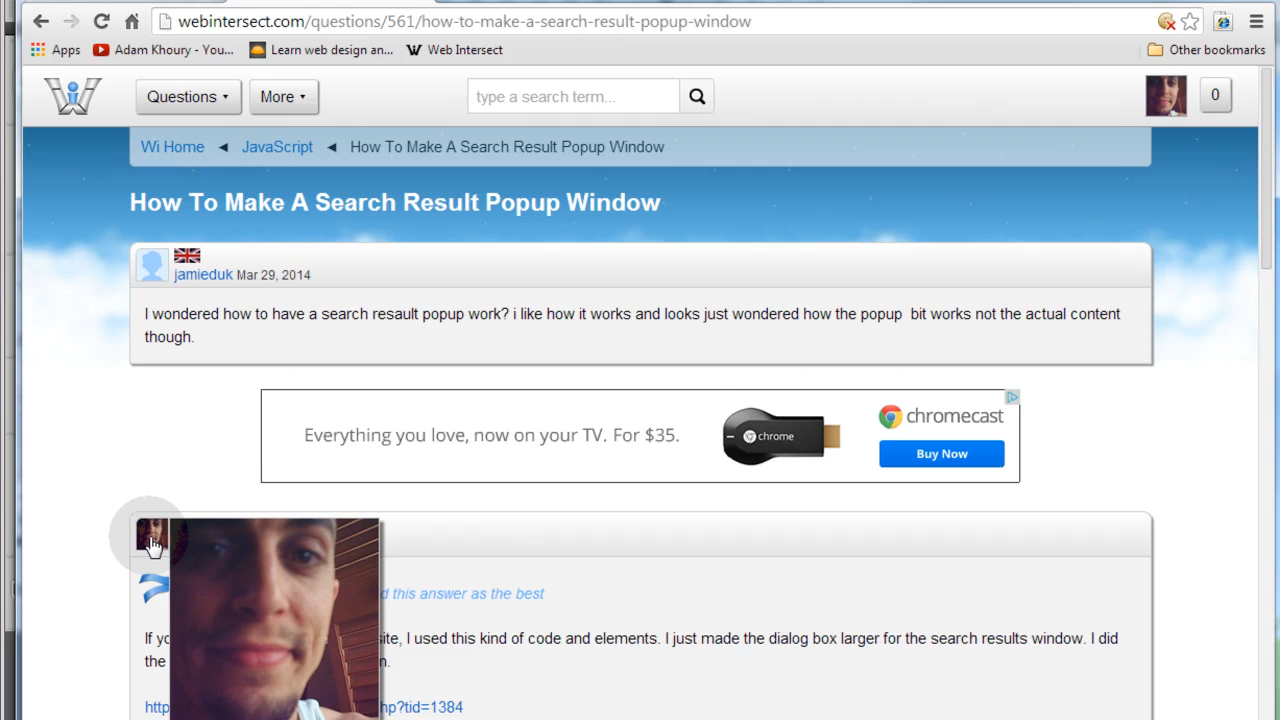 webintersect.com/questions/561/how-to-make-a-search-result-popup-window
Apps Adam Khoury - You... Learn web design an... Web Intersect Other bookmarks
Questions More type a search term... 0
Wi Home ◄ JavaScript ◄ How To Make A Search Result Popup Window
How To Make A Search Result Popup Window
jamieduk Mar 29, 2014
I wondered how to have a search resault popup work? i like how it works and looks just wondered how the popup bit works not the actual content
though.
Everything you love, now on your TV. For $35. chrome chromecast
Buy Now
this answer as the best
If site, I used this kind of code and elements. I just made the dialog box larger for the search results window. I did
the
hp?tid=1384